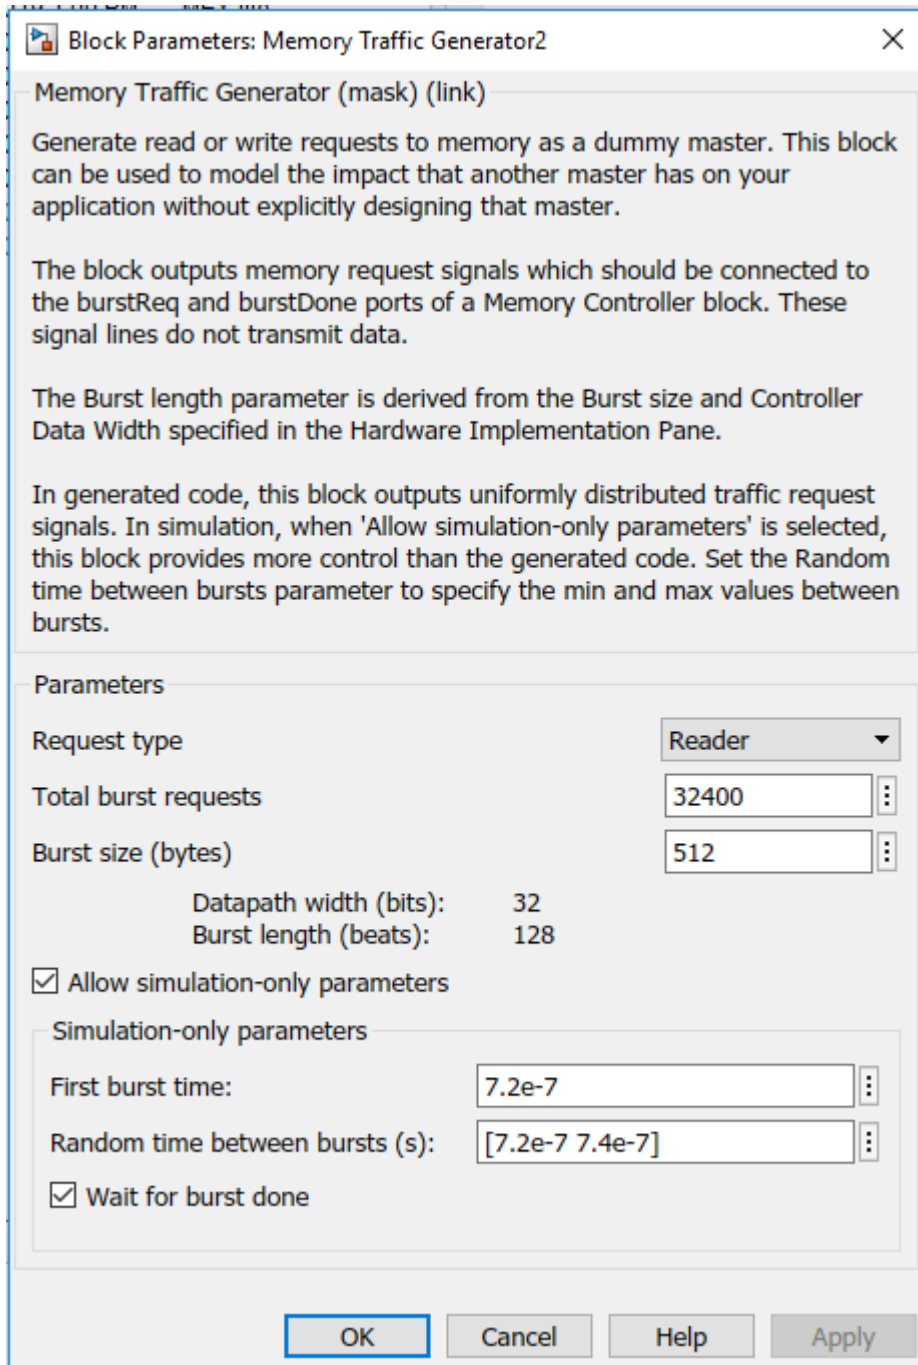 Block Parameters: Memory Traffic Generator2
Memory Traffic Generator (mask) (link)
Generate read or write requests to memory as a dummy master. This block
can be used to model the impact that another master has on your
application without explicitly designing that master.
The block outputs memory request signals which should be connected to
the burstReq and burstDone ports of a Memory Controller block. These
signal lines do not transmit data.
The Burst length parameter is derived from the Burst size and Controller
Data Width specified in the Hardware Implementation Pane.
In generated code, this block outputs uniformly distributed traffic request
signals. In simulation, when 'Allow simulation-only parameters' is selected,
this block provides more control than the generated code. Set the Random
time between bursts parameter to specify the min and max values between
bursts.
Parameters
Request type Reader
Total burst requests 32400
Burst size (bytes) 512
Datapath width (bits): 32
Burst length (beats): 128
Allow simulation-only parameters
Simulation-only parameters
First burst time: 7.2e-7
Random time between bursts (s): [7.2e-7 7.4e-7]
Wait for burst done
OK Cancel Help Apply